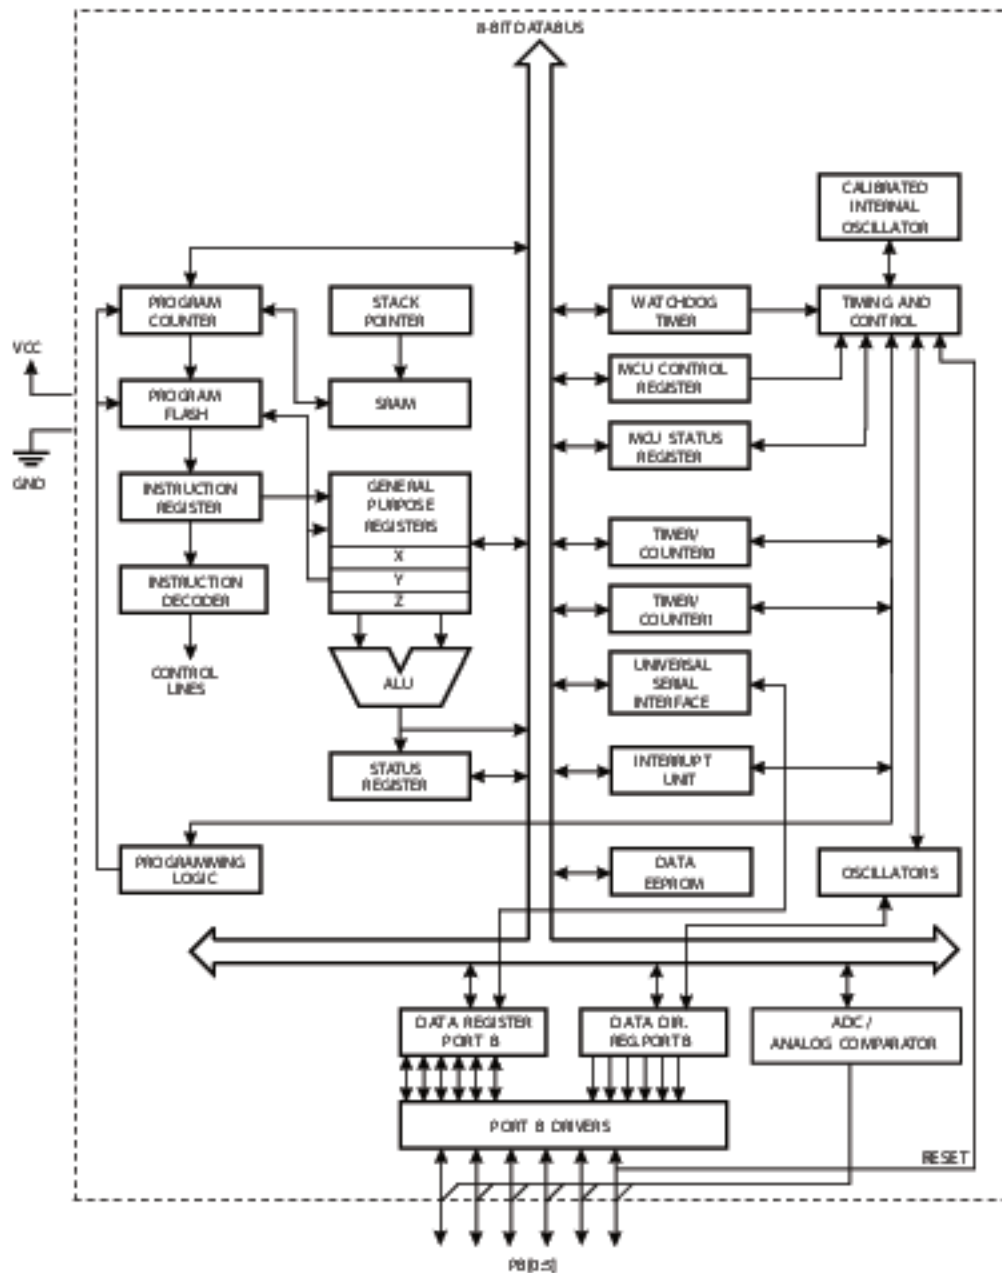 8-BIT DATABUS
CALIBRATED
INTERNAL
OSCILLATOR
PROGRAM
COUNTER
STACK
POINTER
WATCHDOG
TIMER
TIMING AND
CONTROL
VCC
PROGRAM
FLASH
SRAM
MCU CONTROL
REGISTER
MCU STATUS
REGISTER
GND
INSTRUCTION
REGISTER
GENERAL
PURPOSE
REGISTERS
X
Y
Z
TIMER/
COUNTER0
INSTRUCTION
DECODER
TIMER/
COUNTER1
CONTROL
LINES
ALU
UNIVERSAL
SERIAL
INTERFACE
STATUS
REGISTER
INTERRUPT
UNIT
PROGRAMMING
LOGIC
DATA
EEPROM
OSCILLATORS
DATA REGISTER
PORT B
DATA DIR.
REG.PORT B
ADC /
ANALOG COMPARATOR
PORT B DRIVERS
RESET
PB[0:5]